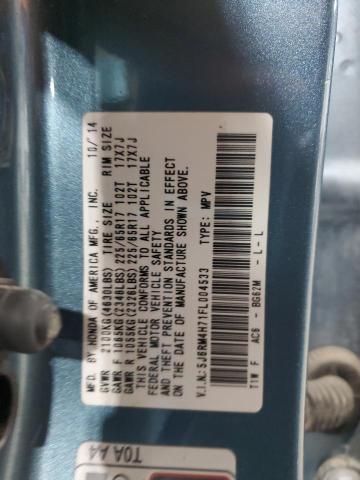 MFD. BY HONDA OF AMERICA MFG., INC. 10/14
GVWR 2100KG(4630LBS) TIRE SIZE RIM SIZE
GAWR F 1065KG(2348LBS) 225/65R17 102T 17X7J
GAWR R 1055KG(2326LBS) 225/65R17 102T 17X7J
THIS VEHICLE CONFORMS TO ALL APPLICABLE
FEDERAL MOTOR VEHICLE SAFETY
AND THEFT PREVENTION STANDARDS IN EFFECT
ON THE DATE OF MANUFACTURE SHOWN ABOVE.
V.I.N.:5J6RM4H71FL004533 TYPE: MPV
T1W F AC6 - BG62M - L - L
T0A A4